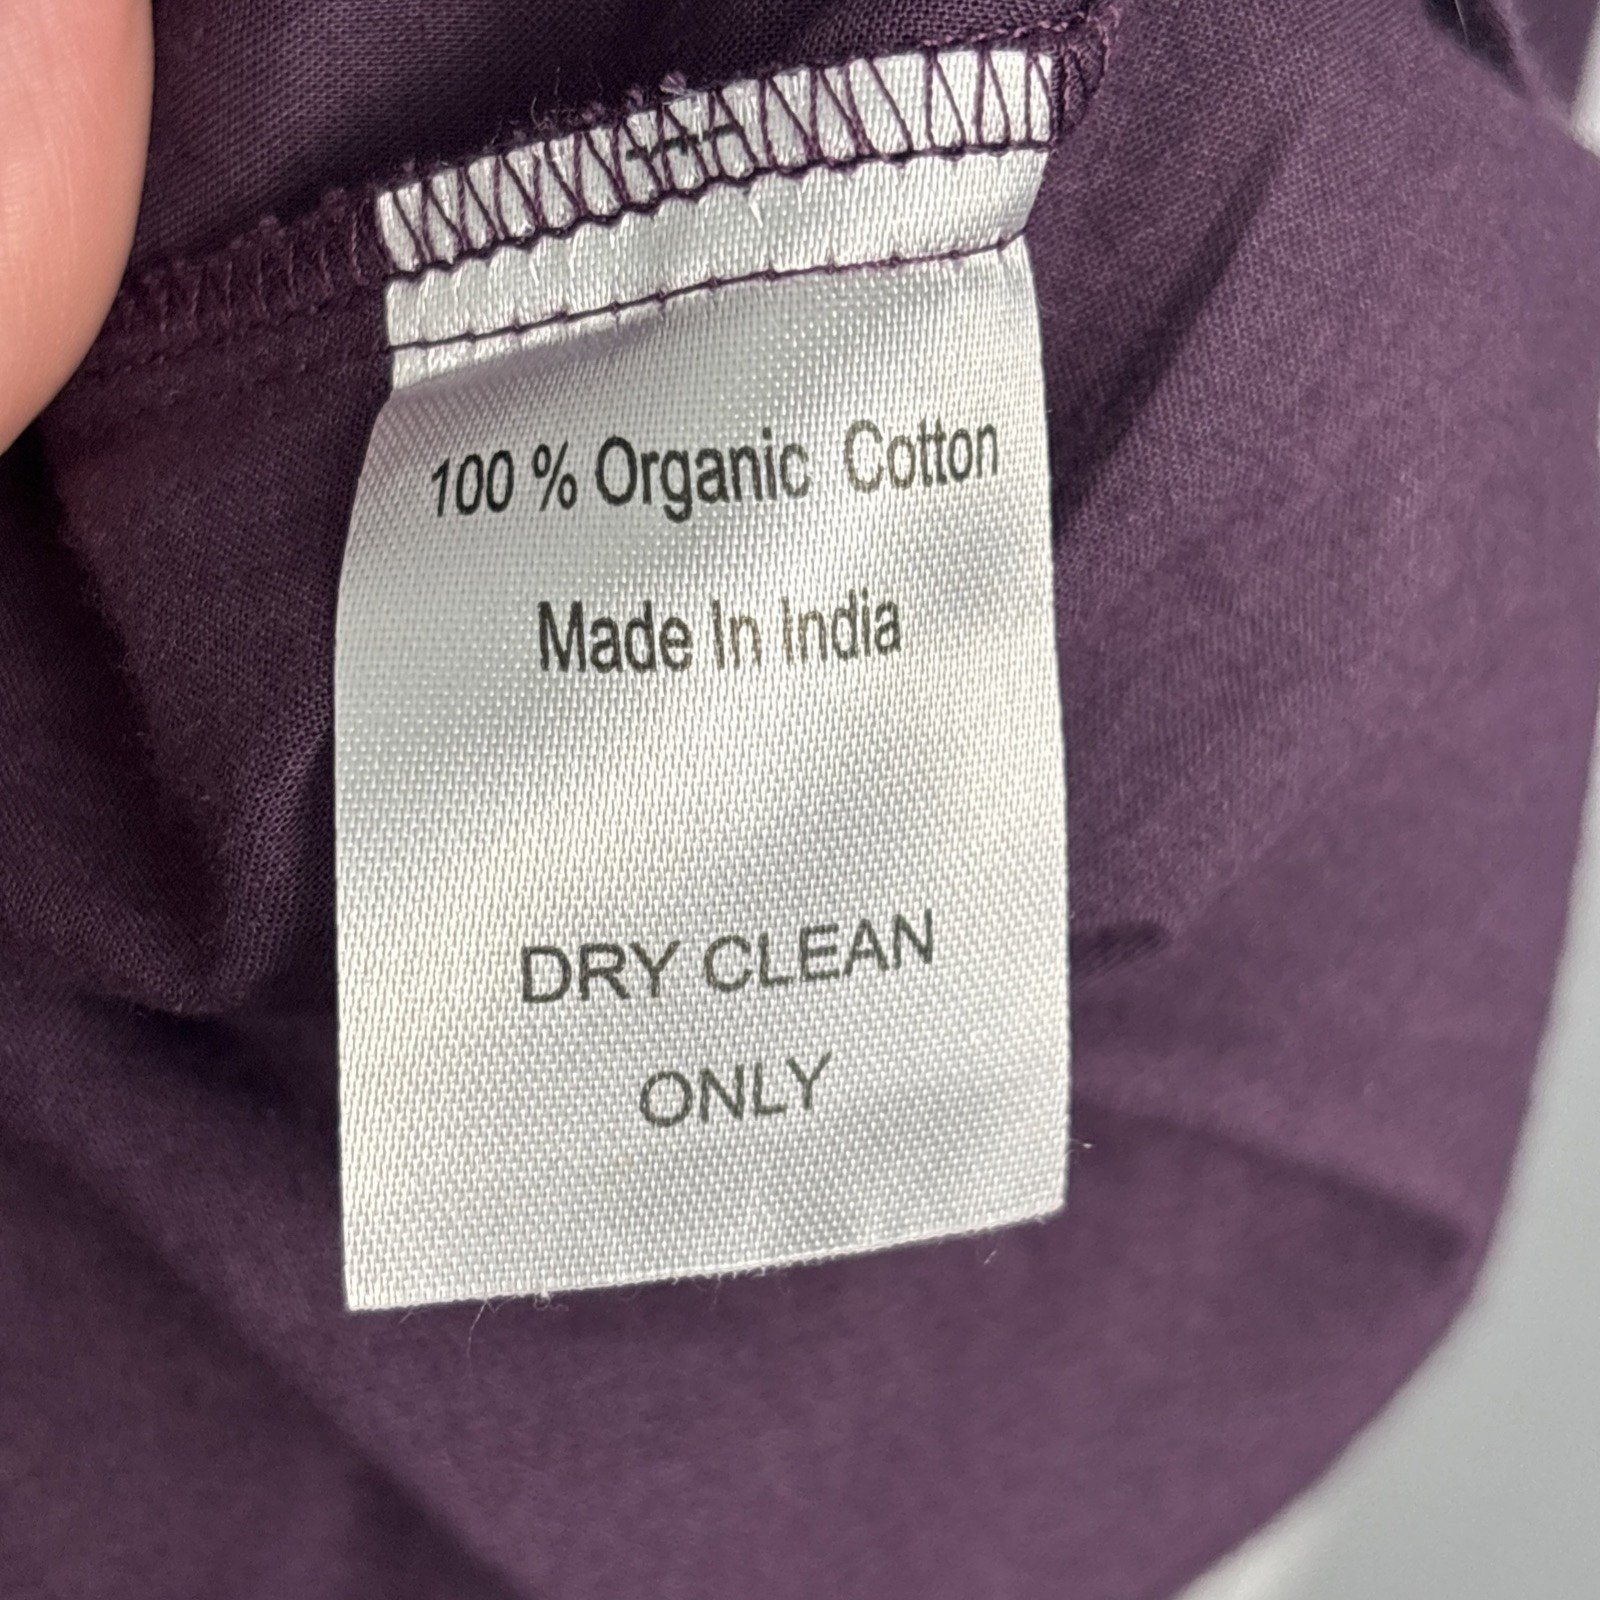 100 % Organic Cotton
Made In India
DRY CLEAN
ONLY